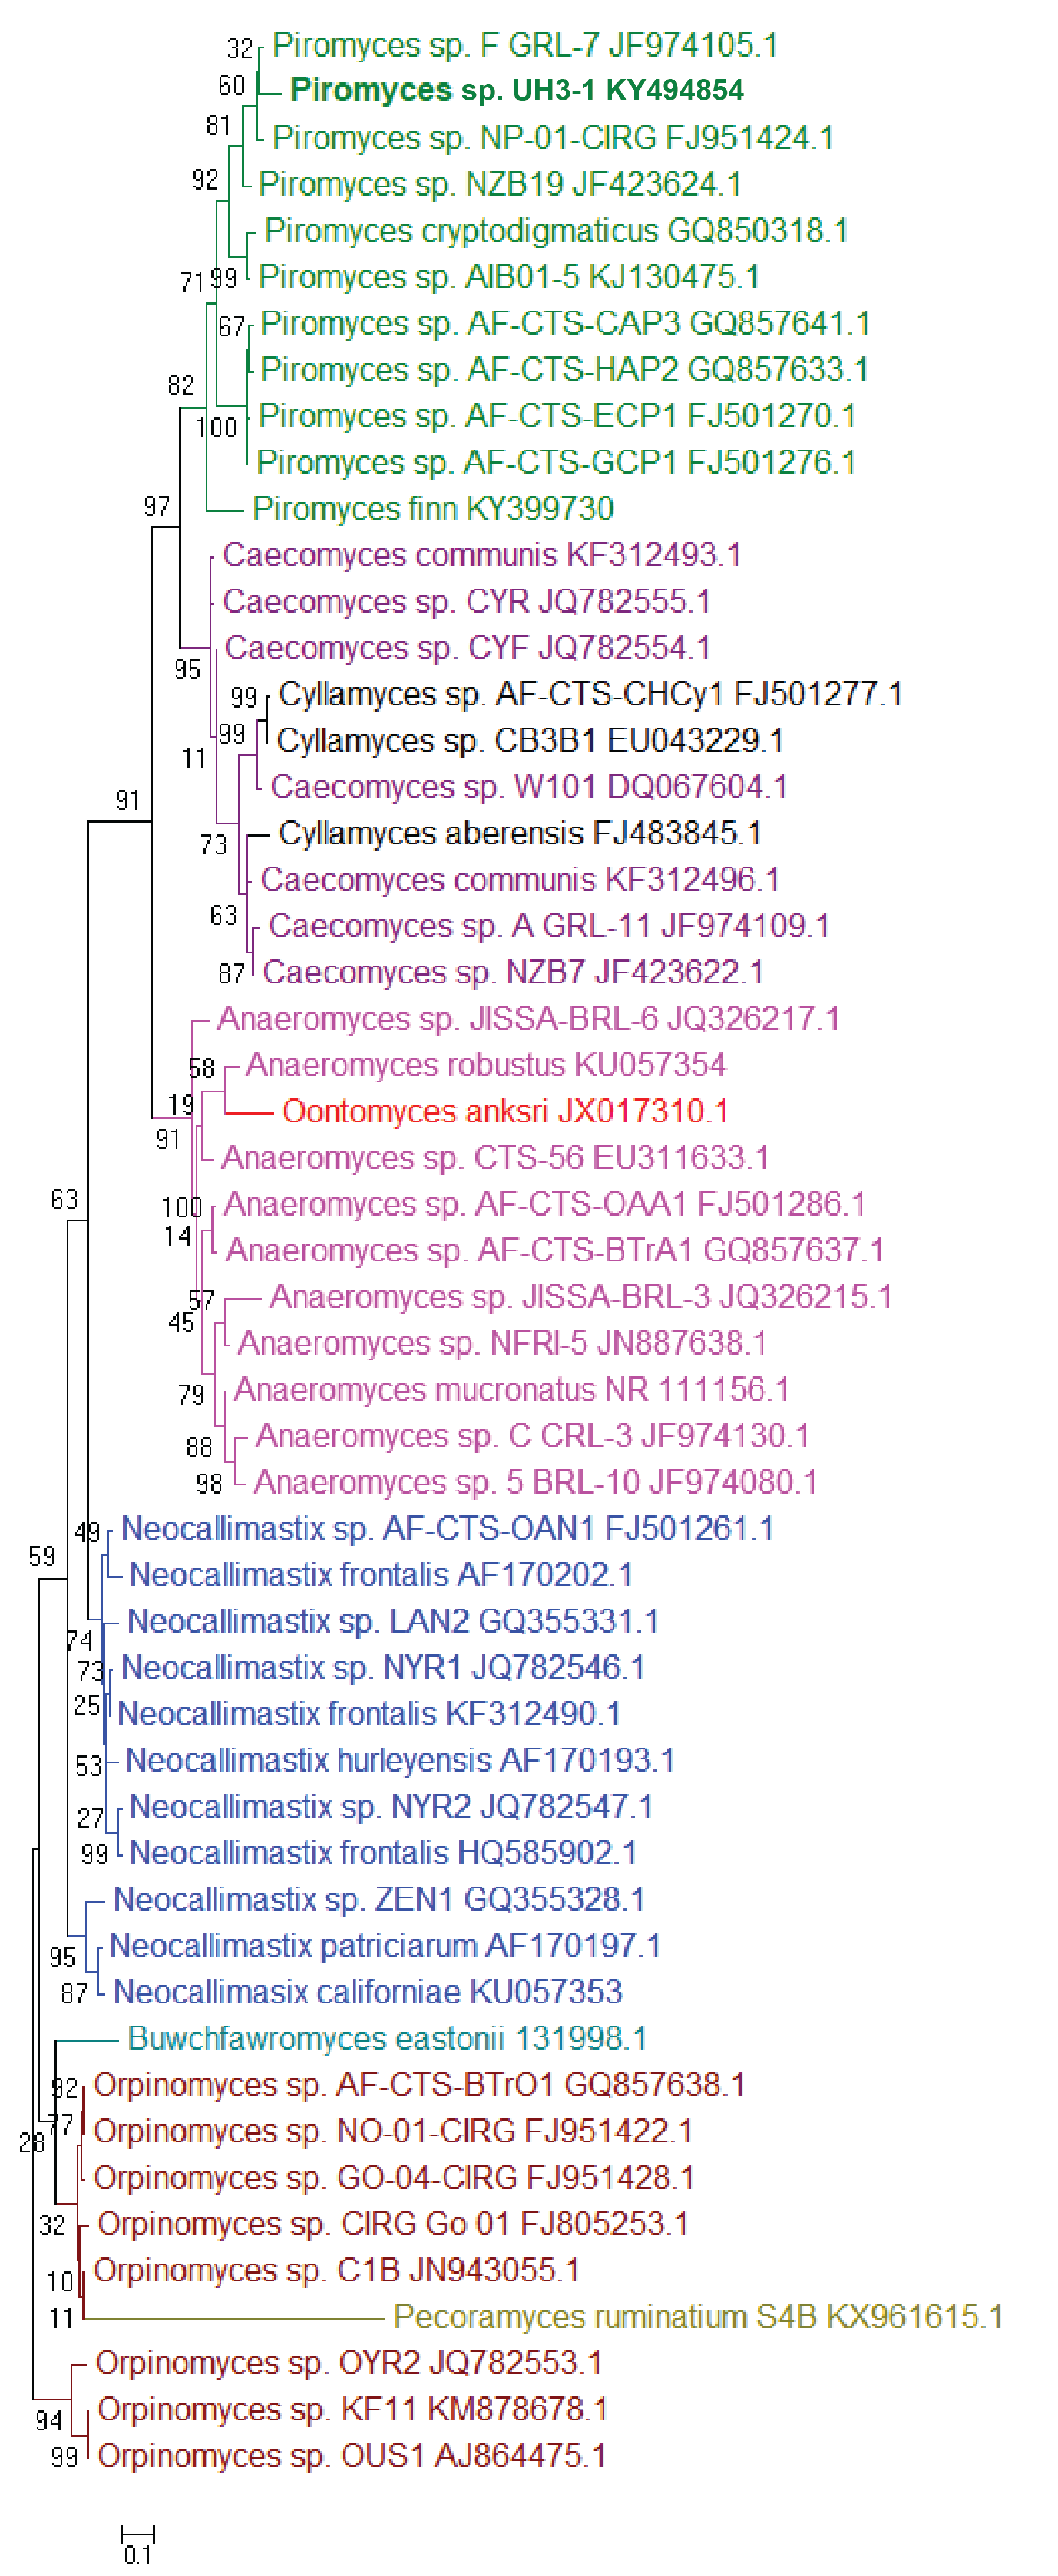 32 Piromyces sp. F GRL-7 JF974105.1
60 Piromyces sp. UH3-1 KY494854
81 Piromyces sp. NP-01-CIRG FJ951424.1
92 Piromyces sp. NZB19 JF423624.1
Piromyces cryptodigmaticus GQ850318.1
71 99 Piromyces sp. AIB01-5 KJ130475.1
67 Piromyces sp. AF-CTS-CAP3 GQ857641.1
Piromyces sp. AF-CTS-HAP2 GQ857633.1
82
100 Piromyces sp. AF-CTS-ECP1 FJ501270.1
Piromyces sp. AF-CTS-GCP1 FJ501276.1
97 Piromyces finn KY399730
Caecomyces communis KF312493.1
Caecomyces sp. CYR JQ782555.1
95 Caecomyces sp. CYF JQ782554.1
99 Cyllamyces sp. AF-CTS-CHCy1 FJ501277.1
11 99 Cyllamyces sp. CB3B1 EU043229.1
91 Caecomyces sp. W101 DQ067604.1
73 Cyllamyces aberensis FJ483845.1
Caecomyces communis KF312496.1
63 Caecomyces sp. A GRL-11 JF974109.1
87 Caecomyces sp. NZB7 JF423622.1
Anaeromyces sp. JISSA-BRL-6 JQ326217.1
58 Anaeromyces robustus KU057354
19 Oontomyces anksri JX017310.1
91 Anaeromyces sp. CTS-56 EU311633.1
63 100 Anaeromyces sp. AF-CTS-OAA1 FJ501286.1
14 Anaeromyces sp. AF-CTS-BTrA1 GQ857637.1
57 Anaeromyces sp. JISSA-BRL-3 JQ326215.1
45 Anaeromyces sp. NFRI-5 JN887638.1
79 Anaeromyces mucronatus NR 111156.1
88 Anaeromyces sp. C CRL-3 JF974130.1
98 Anaeromyces sp. 5 BRL-10 JF974080.1
49 Neocallimastix sp. AF-CTS-OAN1 FJ501261.1
59 Neocallimastix frontalis AF170202.1
74 Neocallimastix sp. LAN2 GQ355331.1
73 Neocallimastix sp. NYR1 JQ782546.1
25 Neocallimastix frontalis KF312490.1
53 Neocallimastix hurleyensis AF170193.1
27 Neocallimastix sp. NYR2 JQ782547.1
99 Neocallimastix frontalis HQ585902.1
Neocallimastix sp. ZEN1 GQ355328.1
95 Neocallimastix patriciarum AF170197.1
87 Neocallimasix californiae KU057353
Buwchfawromyces eastonii 131998.1
92 Orpinomyces sp. AF-CTS-BTrO1 GQ857638.1
28 77 Orpinomyces sp. NO-01-CIRG FJ951422.1
Orpinomyces sp. GO-04-CIRG FJ951428.1
32 Orpinomyces sp. CIRG Go 01 FJ805253.1
10 Orpinomyces sp. C1B JN943055.1
11 Pecoramyces ruminatium S4B KX961615.1
Orpinomyces sp. OYR2 JQ782553.1
94 Orpinomyces sp. KF11 KM878678.1
99 Orpinomyces sp. OUS1 AJ864475.1
0.1